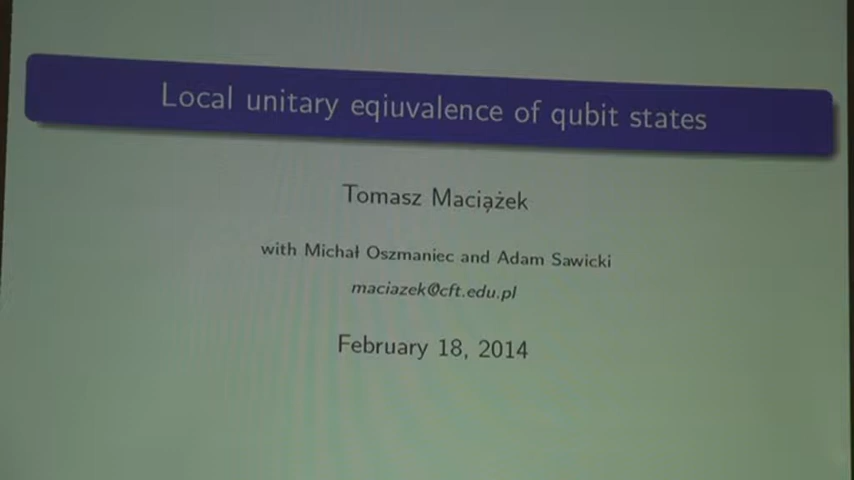 Local unitary eqiuvalence of qubit states
Tomasz Maciążek
with Michał Oszmaniec and Adam Sawicki
maciazek@cft.edu.pl
February 18, 2014